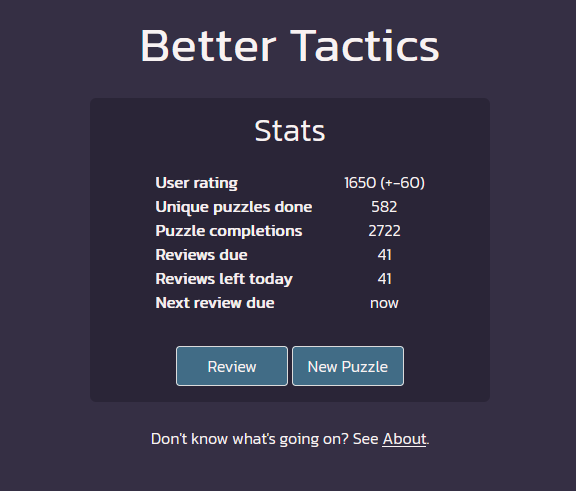 Better Tactics
Stats
User rating 1650 (+-60)
Unique puzzles done 582
Puzzle completions 2722
Reviews due 41
Reviews left today 41
Next review due now
Review New Puzzle
Don't know what's going on? See About.